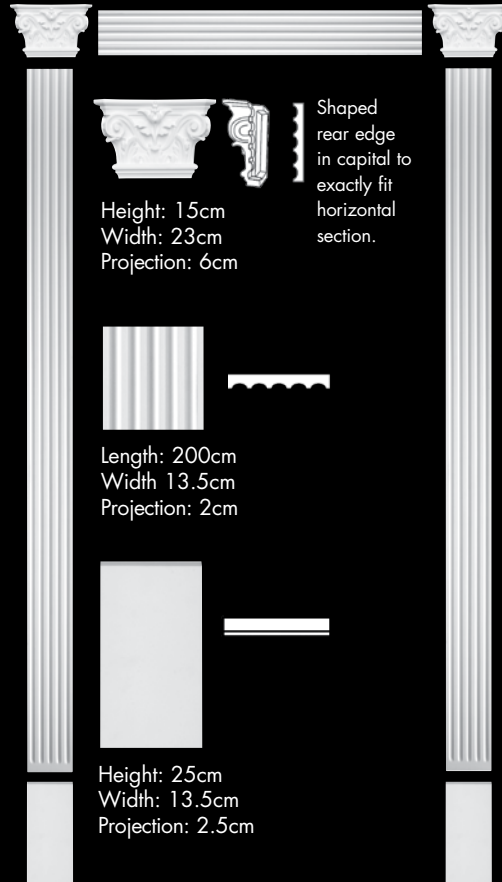 Shaped
rear edge
in capital to
exactly fit
horizontal
section.
Height: 15cm
Width: 23cm
Projection: 6cm
Length: 200cm
Width 13.5cm
Projection: 2cm
Height: 25cm
Width: 13.5cm
Projection: 2.5cm